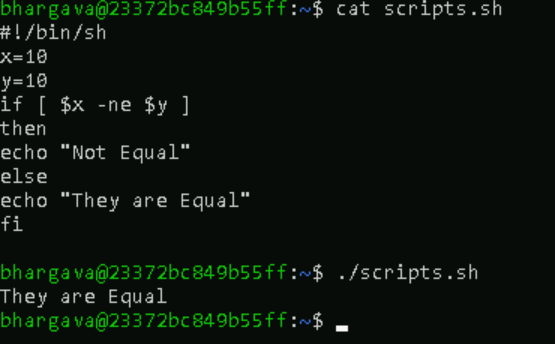 bhargava@23372bc849b55ff:~$ cat scripts.sh
#!/bin/sh
x=10
y=10
if [ $x -ne $y ]
then
echo "Not Equal"
else
echo "They are Equal"
fi
bhargava@23372bc849b55ff:~$ ./scripts.sh
They are Equal
bhargava@23372bc849b55ff:~$